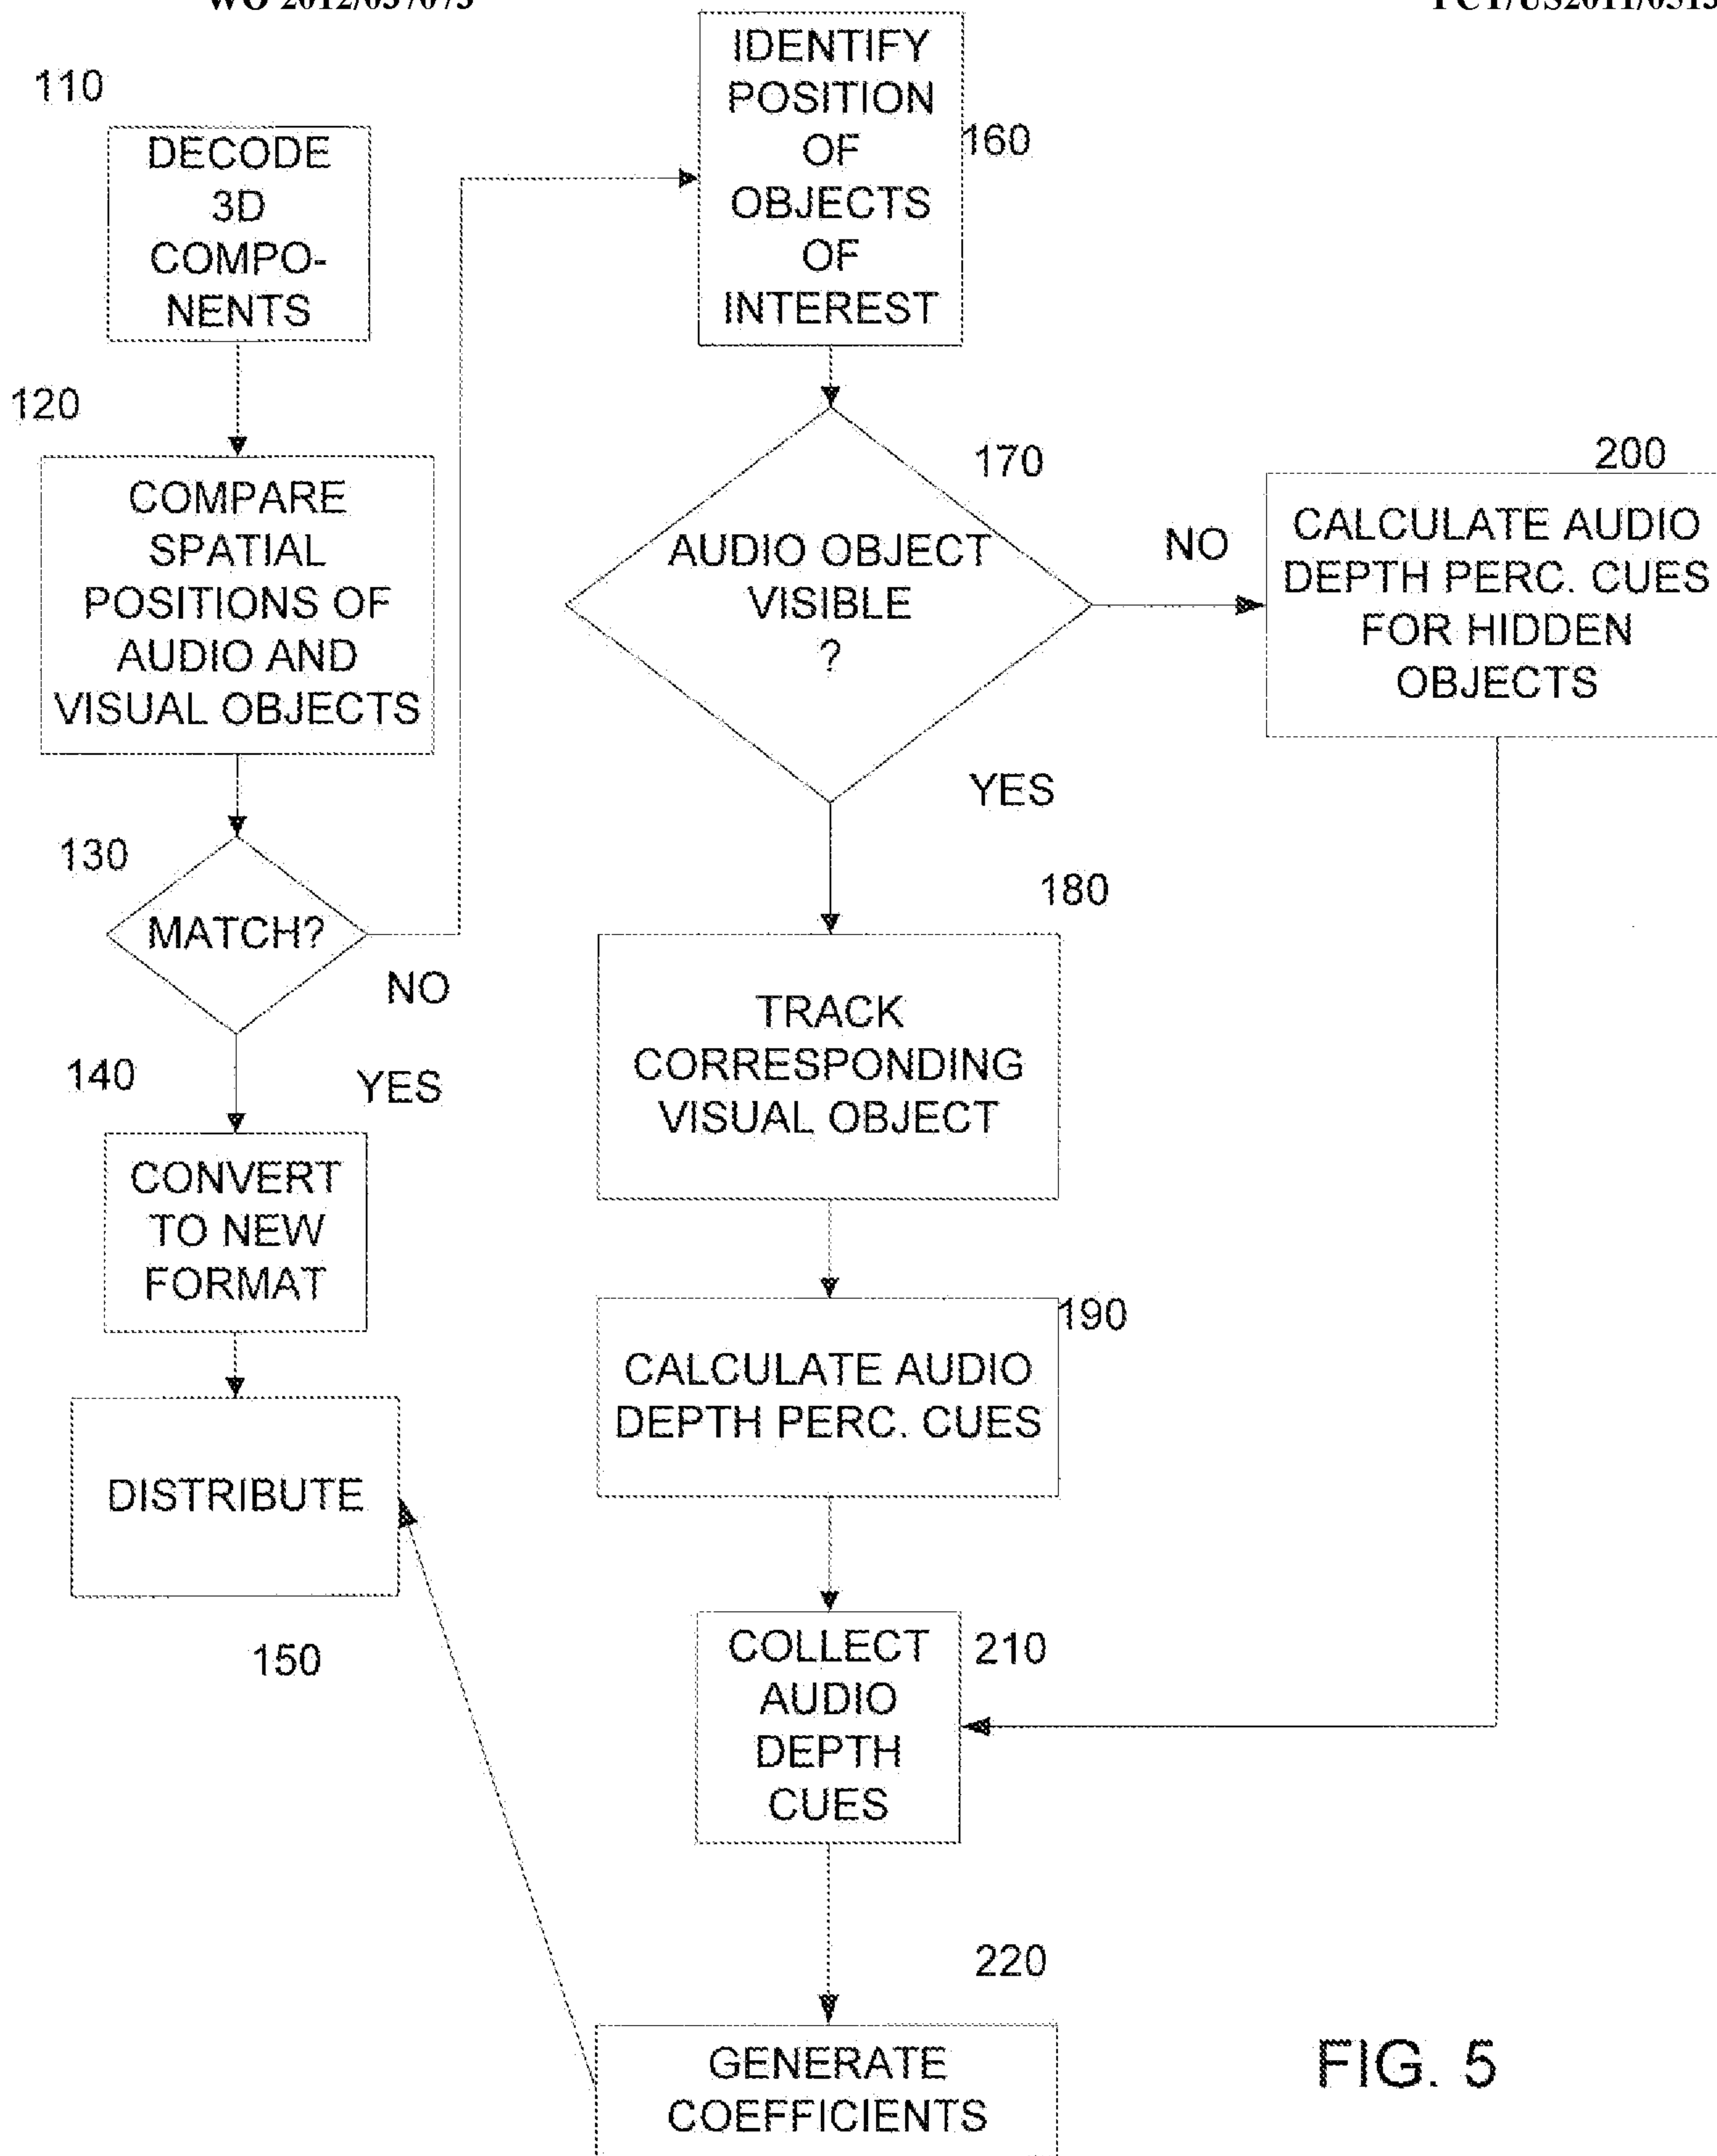 110
DECODE
3D
COMPO-
NENTS
120
COMPARE
SPATIAL
POSITIONS OF
AUDIO AND
VISUAL OBJECTS
130
MATCH?
NO
140
YES
CONVERT
TO NEW
FORMAT
DISTRIBUTE
150
IDENTIFY
POSITION
OF
OBJECTS
OF
INTEREST
160
170
AUDIO OBJECT
VISIBLE
?
NO
YES
200
CALCULATE AUDIO
DEPTH PERC. CUES
FOR HIDDEN
OBJECTS
180
TRACK
CORRESPONDING
VISUAL OBJECT
190
CALCULATE AUDIO
DEPTH PERC. CUES
COLLECT
AUDIO
DEPTH
CUES
210
220
GENERATE
COEFFICIENTS
FIG. 5